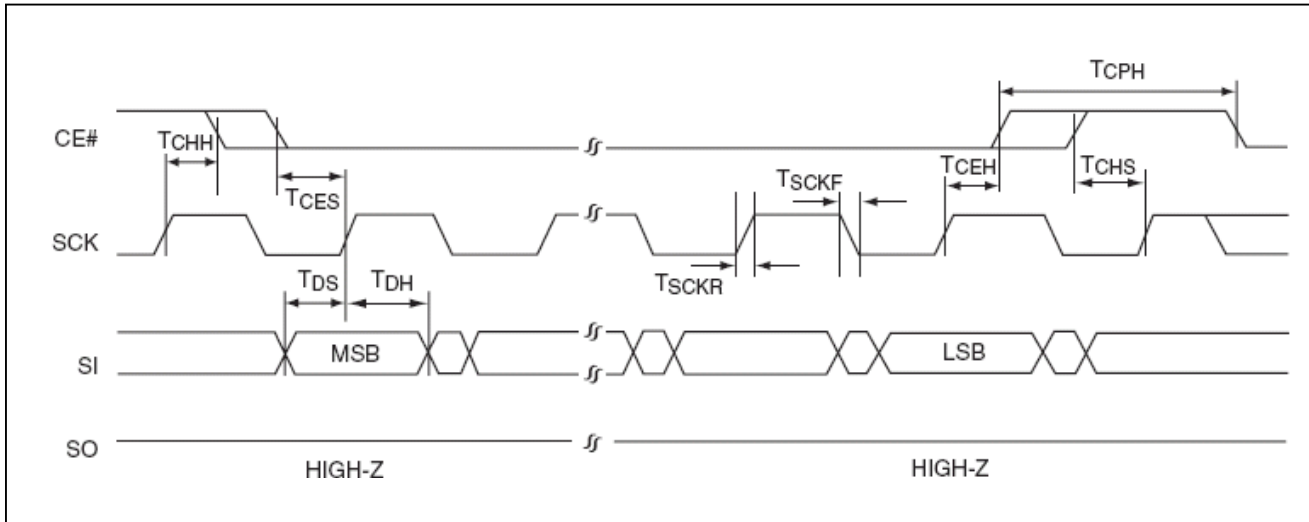 TCPH
CE#
TCHH
TCES
TSCKF
TCEH
TCHS
SCK
TSCKR
TDS
TDH
SI
MSB
LSB
SO
HIGH-Z
HIGH-Z